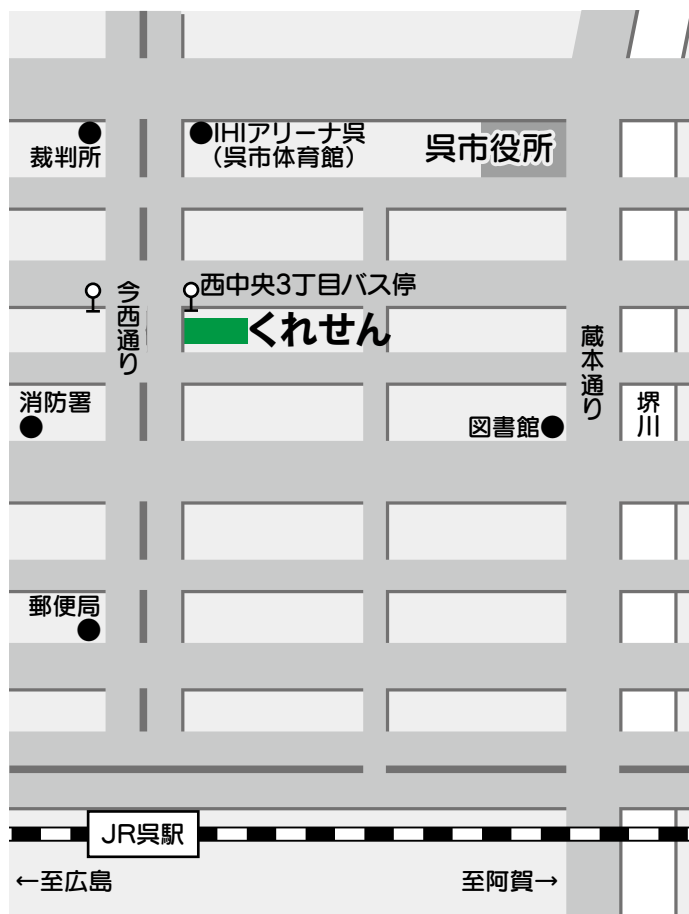 裁判所
●IHIアリーナ呉
（呉市体育館）
呉市役所
西中央3丁目バス停
今西通り
くれせん
蔵本通り
消防署
図書館●
堺川
郵便局
JR呉駅
←至広島
至阿賀→